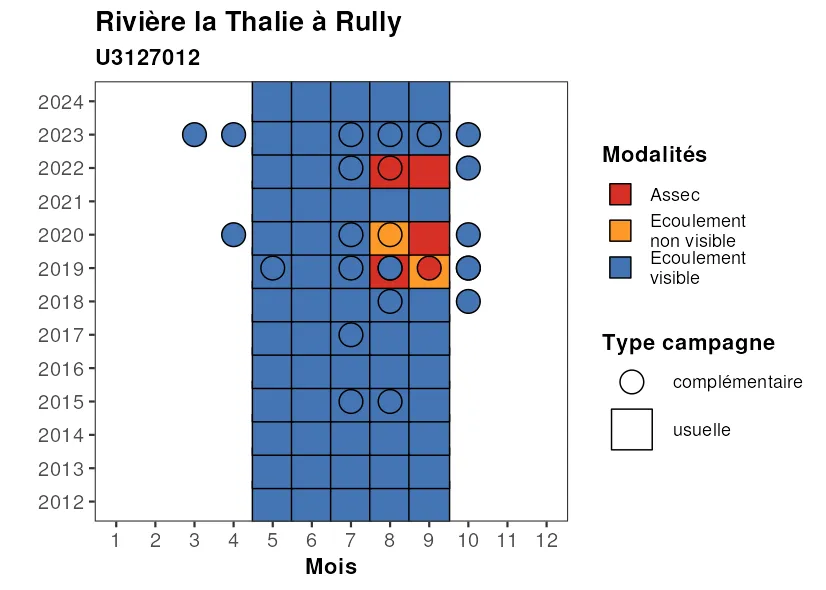 Rivière la Thalie à Rully
U3127012
2024
2023
2022
2021
2020
2019
2018
2017
2016
2015
2014
2013
2012
1 2 3 4 5 6 7 8 9 10 11 12
Mois
Modalités
Assec
Ecoulement
non visible
Ecoulement
visible
Type campagne
complémentaire
usuelle